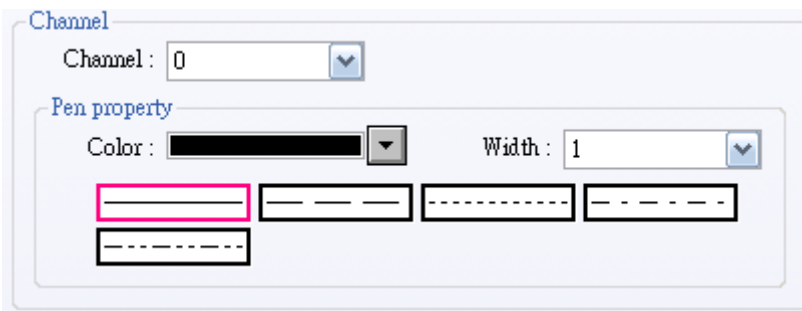 Channel
Channel : 0
Pen property
Color : Width : 1